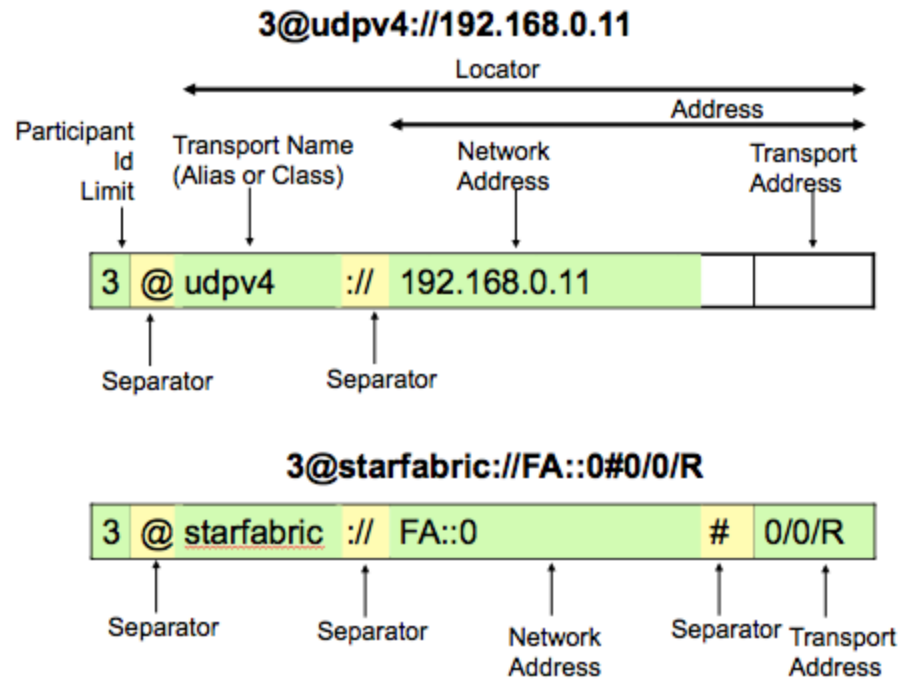 3@udpv4://192.168.0.11
Locator
Address
Participant
Id
Limit
Transport Name
(Alias or Class)
Network
Address
Transport
Address
3 @ udpv4 :// 192.168.0.11
Separator
Separator
3@starfabric://FA::0#0/0/R
3 @ starfabric :// FA::0 # 0/0/R
Separator
Separator
Network
Address
Separator
Transport
Address